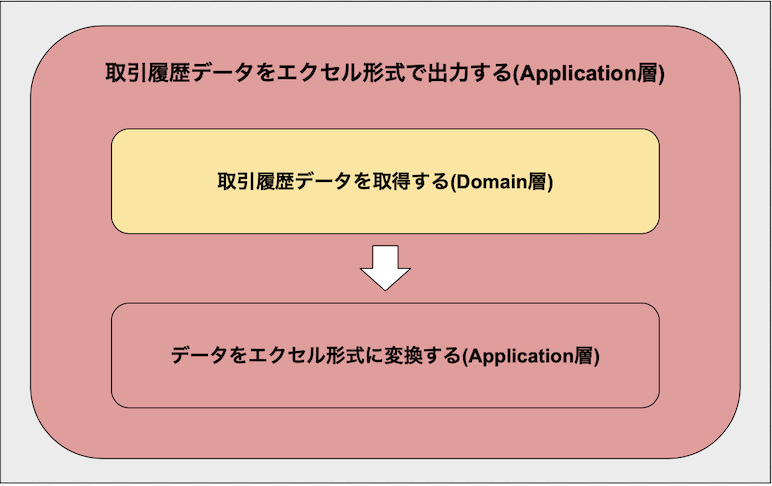 取引履歴データをエクセル形式で出力する(Application層)
取引履歴データを取得する(Domain層)
データをエクセル形式に変換する(Application層)